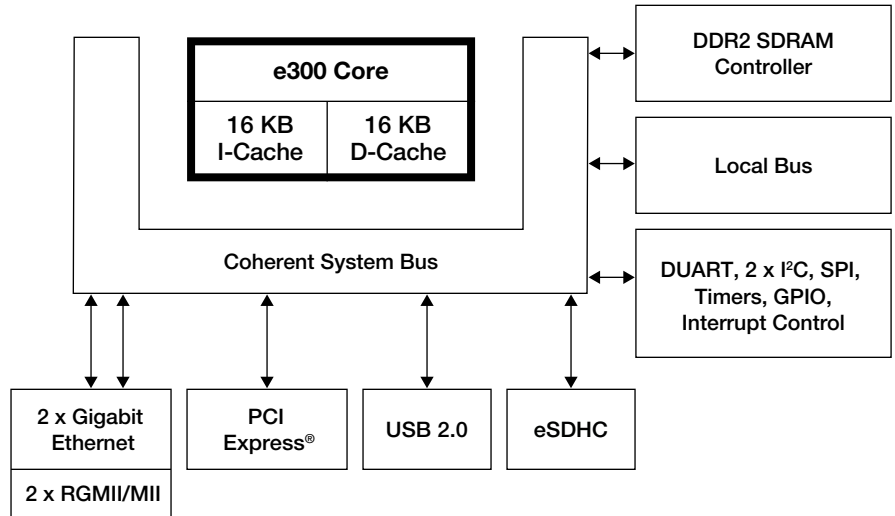 e300 Core
16 KB
I-Cache
16 KB
D-Cache
Coherent System Bus
DDR2 SDRAM
Controller
Local Bus
DUART, 2 x I²C, SPI,
Timers, GPIO,
Interrupt Control
2 x Gigabit
Ethernet
2 x RGMII/MII
PCI
Express®
USB 2.0
eSDHC